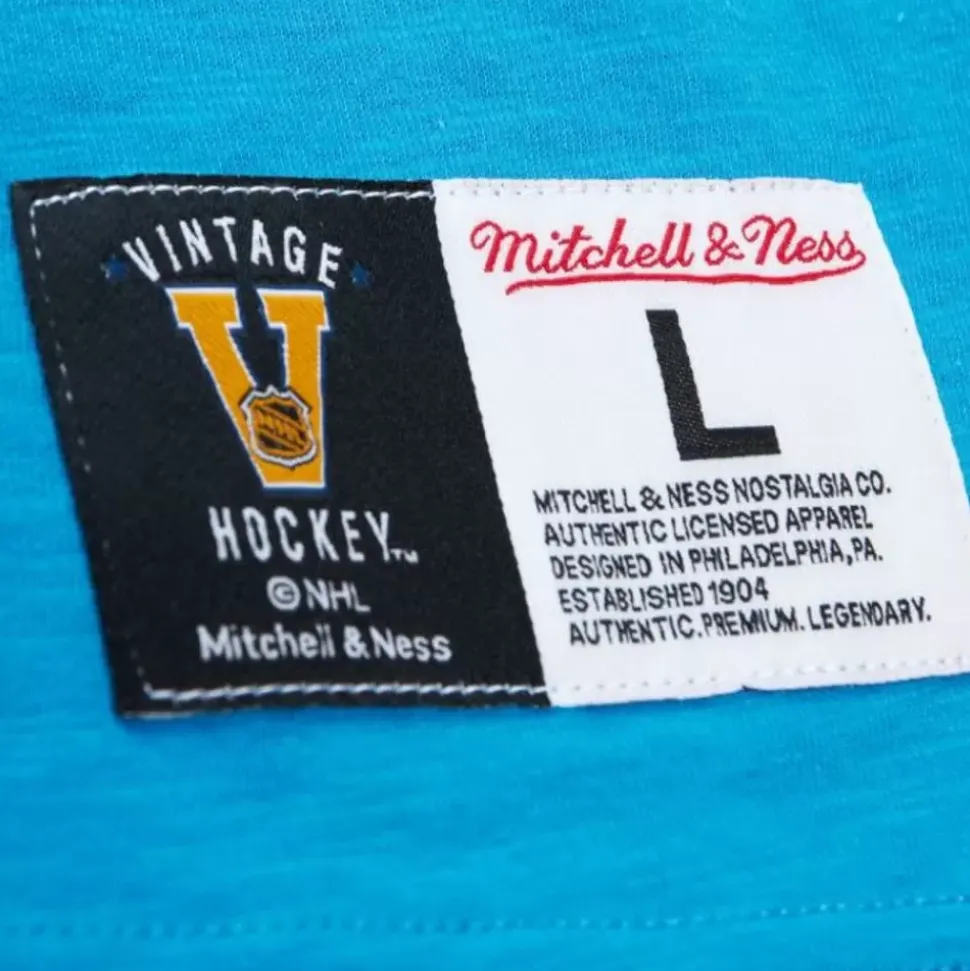 VINTAGE
V
NHL
HOCKEY™
©NHL
Mitchell & Ness
Mitchell & Ness
L
MITCHELL & NESS NOSTALGIA CO.
AUTHENTIC LICENSED APPAREL
DESIGNED IN PHILADELPHIA, PA.
ESTABLISHED 1904
AUTHENTIC. PREMIUM. LEGENDARY.